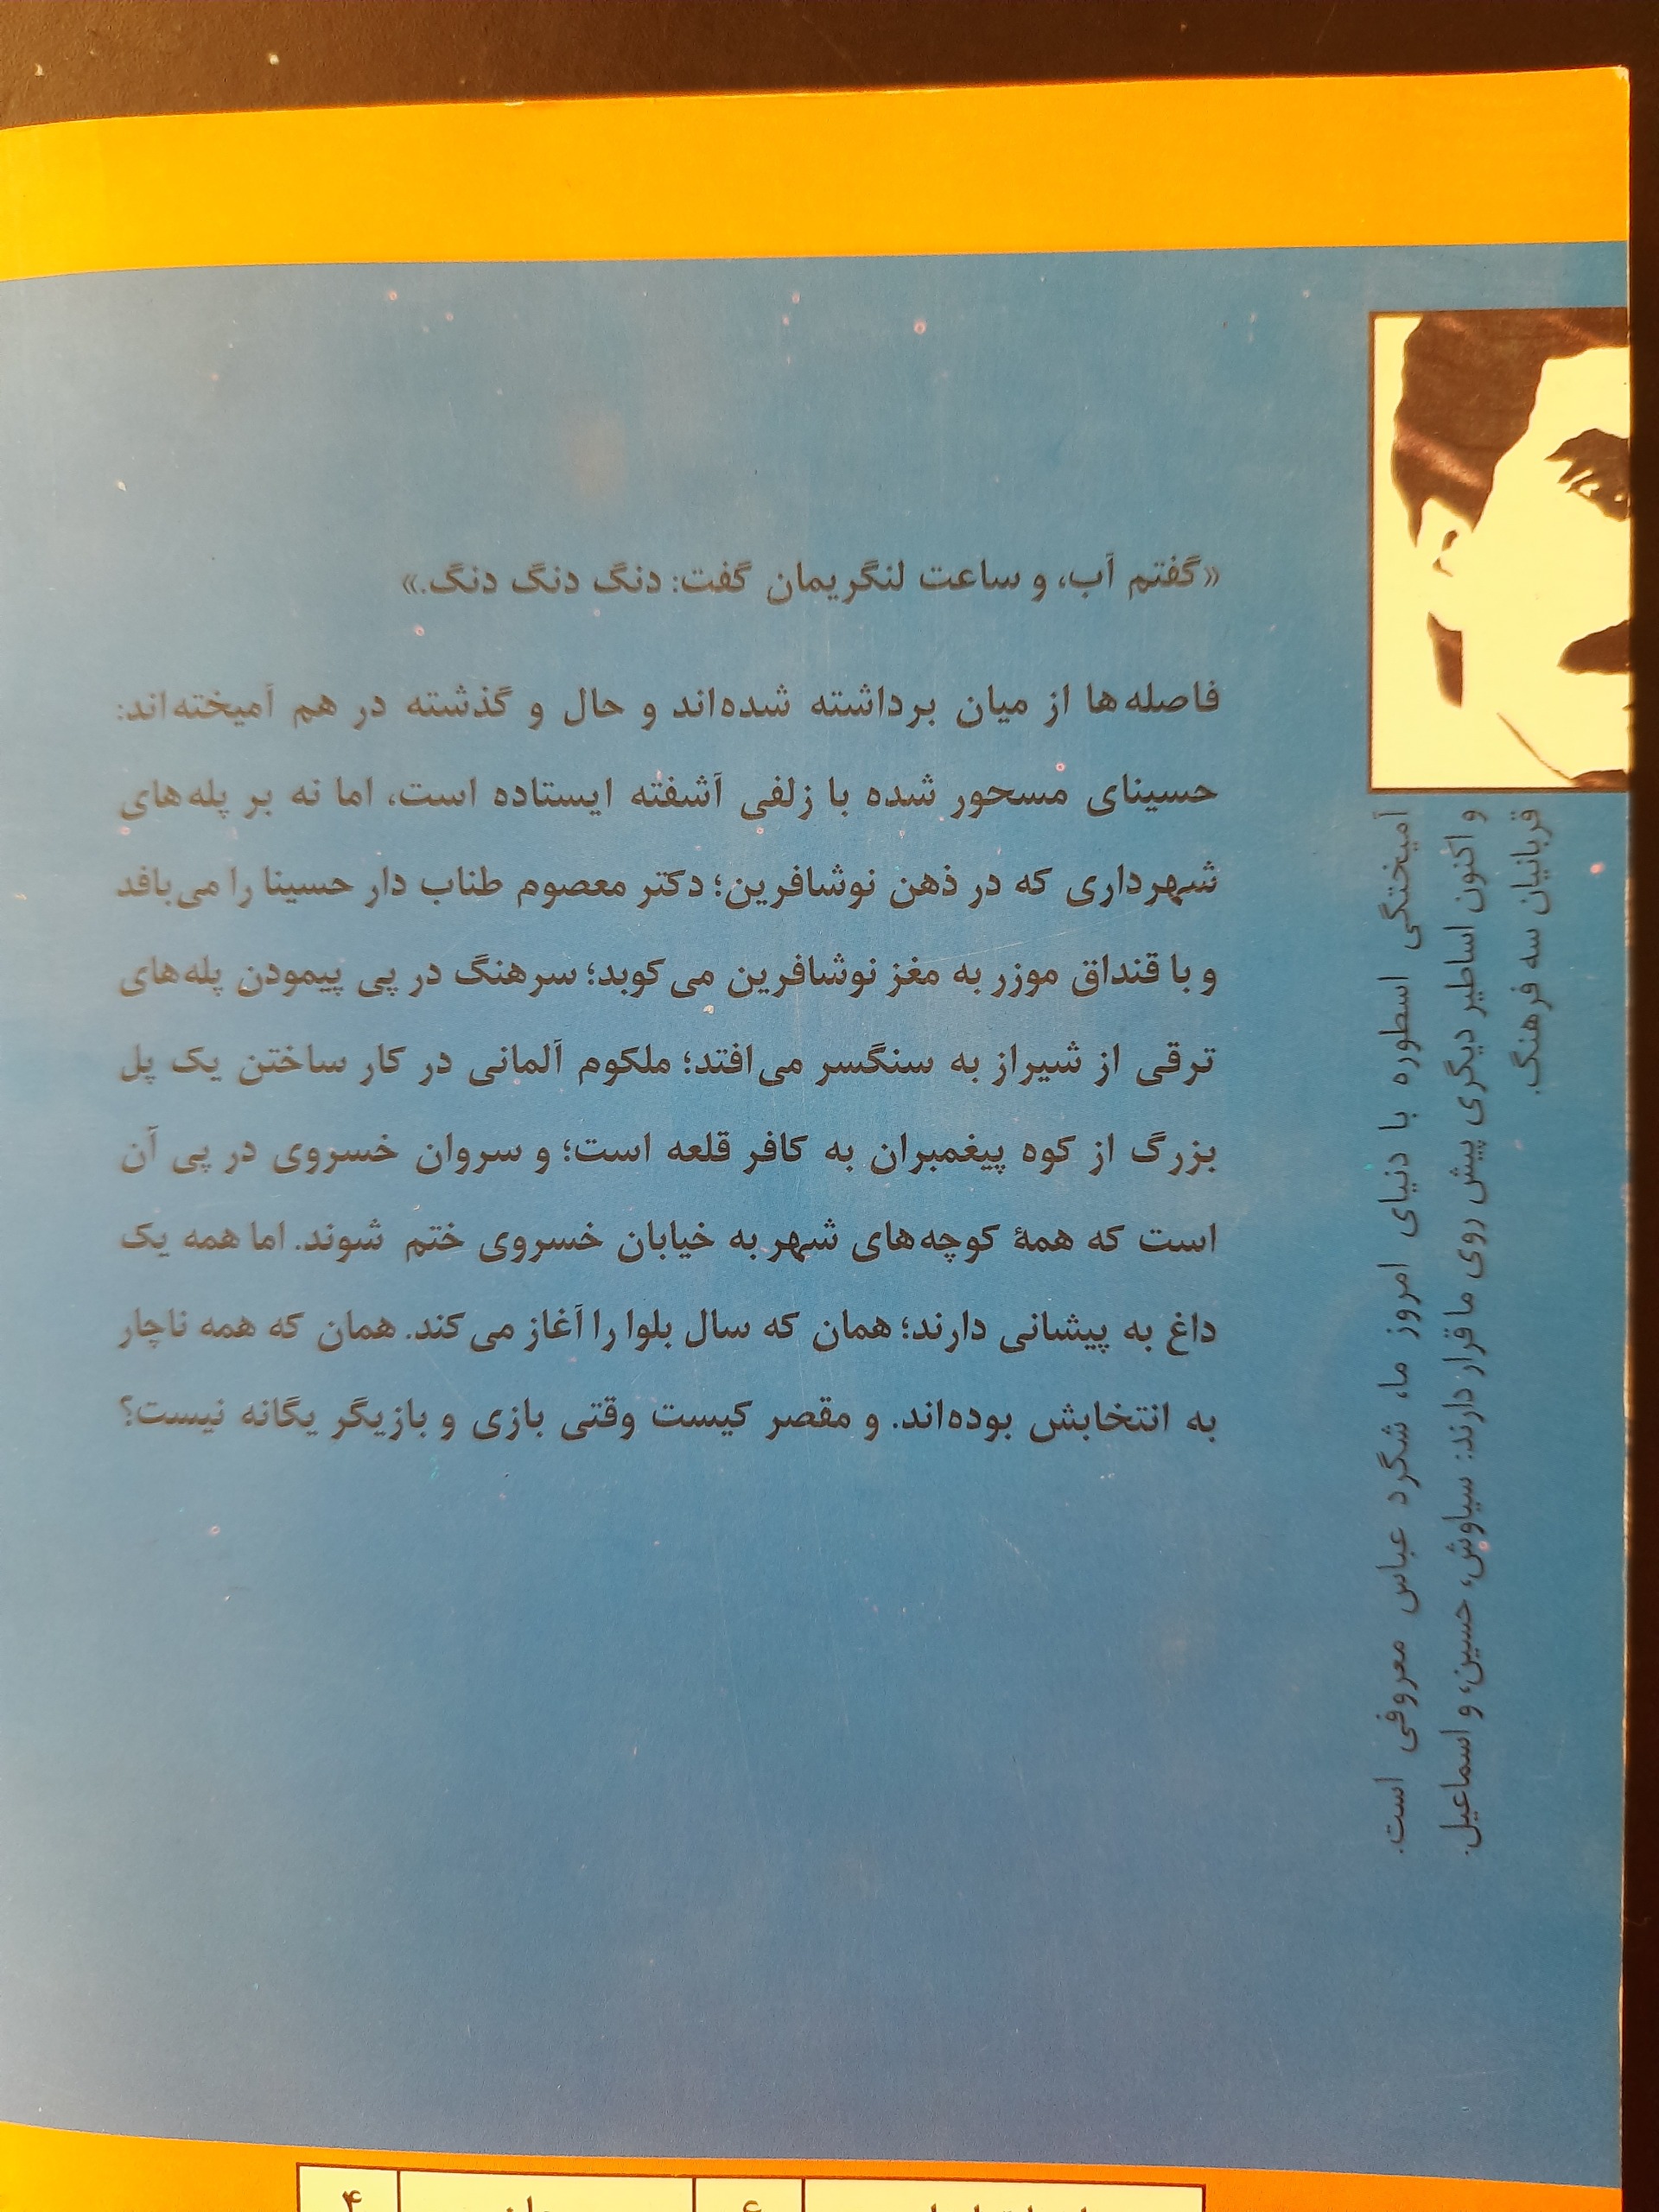 «گفتم آب، و ساعت لنگریمان گفت: دنگ دنگ دنگ.»
فاصله‌ها از میان برداشته شده‌اند و حال و گذشته در هم آمیخته‌اند:
حسینای مسحور شده با زلفی آشفته ایستاده است، اما نه بر پله‌های
شهرداری که در ذهن نوشافرین؛ دکتر معصوم طناب دار حسینا را می‌بافد
و با قنداق موزر به مغز نوشافرین می‌کوبد؛ سرهنگ در پی پیمودن پله‌های
ترقی از شیراز به سنگسر می‌افتد؛ ملکوم آلمانی در کار ساختن یک پل
بزرگ از کوه پیغمبران به کافر قلعه است؛ و سروان خسروی در پی آن
است که همهٔ کوچه‌های شهر به خیابان خسروی ختم شوند. اما همه یک
داغ به پیشانی دارند؛ همان که سال بلوا را آغاز می‌کند. همان که همه ناچار
به انتخابش بوده‌اند. و مقصر کیست وقتی بازی و بازیگر یگانه نیست؟
آمیختگی اسطوره با دنیای امروز ما، شگرد عباس معروفی است.
و اکنون اساطیر دیگری پیش روی ما قرار دارند: سیاوش، حسین، و اسماعیل.
قربانیان سه فرهنگ.
۴